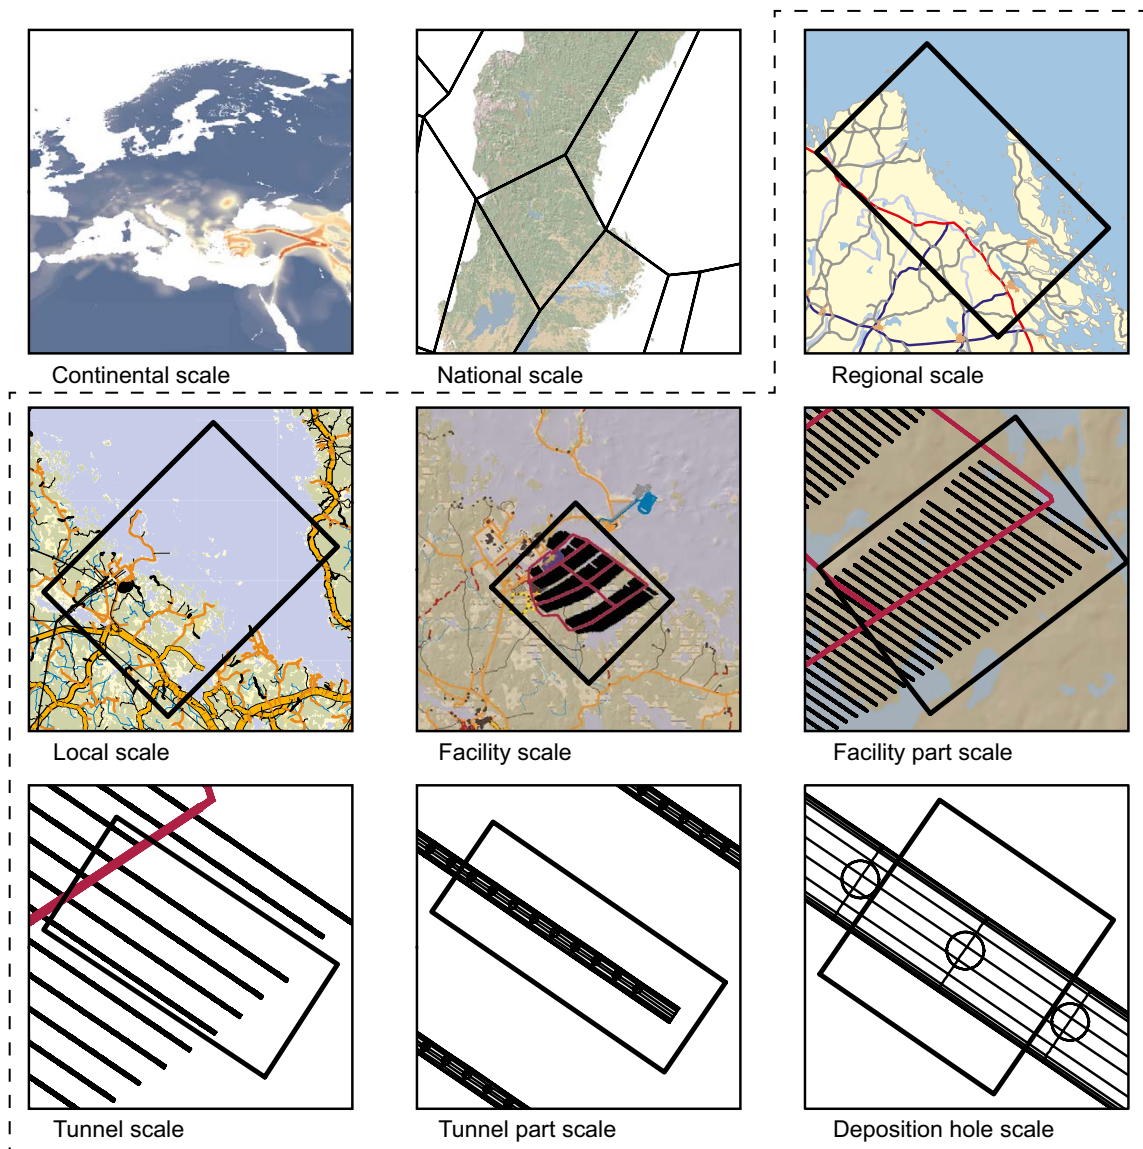 Continental scale
National scale
Regional scale
Local scale
Facility scale
Facility part scale
Tunnel scale
Tunnel part scale
Deposition hole scale